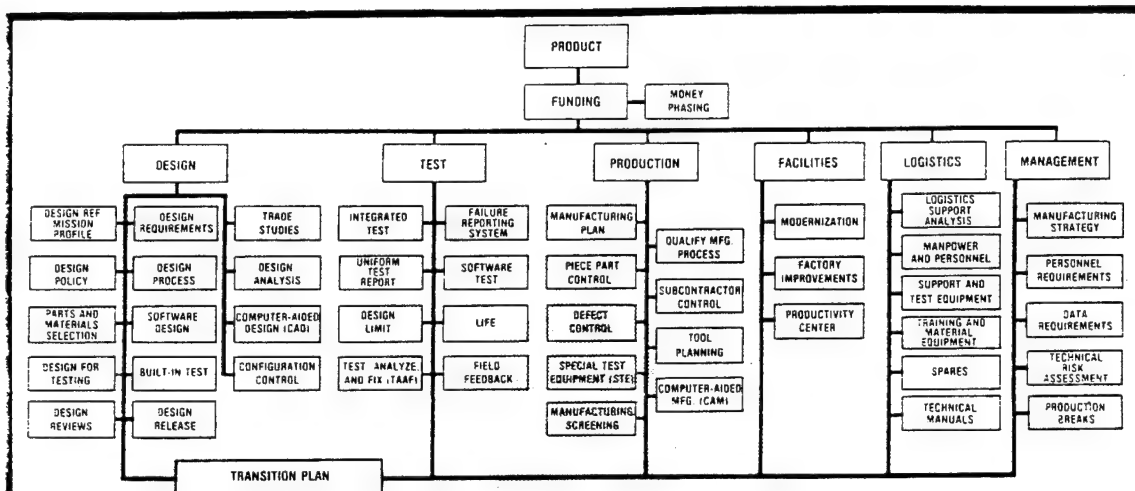 PRODUCT
FUNDING
MONEY
PHASING
DESIGN
TEST
PRODUCTION
FACILITIES
LOGISTICS
MANAGEMENT
DESIGN REF
MISSION
PROFILE
DESIGN
REQUIREMENTS
TRADE
STUDIES
DESIGN
POLICY
DESIGN
PROCESS
DESIGN
ANALYSIS
PARTS AND
MATERIALS
SELECTION
SOFTWARE
DESIGN
COMPUTER-AIDED
DESIGN (CAD)
DESIGN FOR
TESTING
BUILT-IN TEST
CONFIGURATION
CONTROL
DESIGN
REVIEWS
DESIGN
RELEASE
INTEGRATED
TEST
FAILURE
REPORTING
SYSTEM
UNIFORM
TEST
REPORT
SOFTWARE
TEST
DESIGN
LIMIT
LIFE
TEST ANALYZE,
AND FIX (TAAF)
FIELD
FEEDBACK
MANUFACTURING
PLAN
QUALIFY MFG.
PROCESS
PIECE PART
CONTROL
SUBCONTRACTOR
CONTROL
DEFECT
CONTROL
TOOL
PLANNING
SPECIAL TEST
EQUIPMENT (STE)
COMPUTER-AIDED
MFG. (CAM)
MANUFACTURING
SCREENING
MODERNIZATION
FACTORY
IMPROVEMENTS
PRODUCTIVITY
CENTER
LOGISTICS
SUPPORT
ANALYSIS
MANPOWER
AND PERSONNEL
SUPPORT AND
TEST EQUIPMENT
TRAINING AND
MATERIAL
EQUIPMENT
SPARES
TECHNICAL
MANUALS
MANUFACTURING
STRATEGY
PERSONNEL
REQUIREMENTS
DATA
REQUIREMENTS
TECHNICAL
RISK
ASSESSMENT
PRODUCTION
BREAKS
TRANSITION PLAN